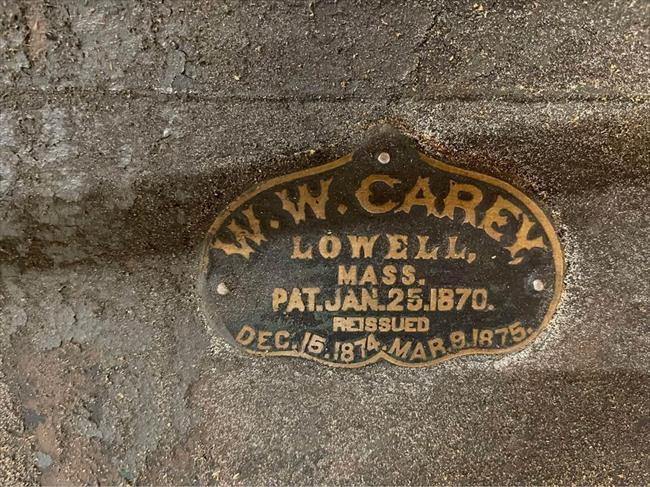 W. W. CAREY,
LOWELL,
MASS.
PAT. JAN. 25. 1870.
REISSUED
DEC. 15. 1874. MAR. 9. 1875.